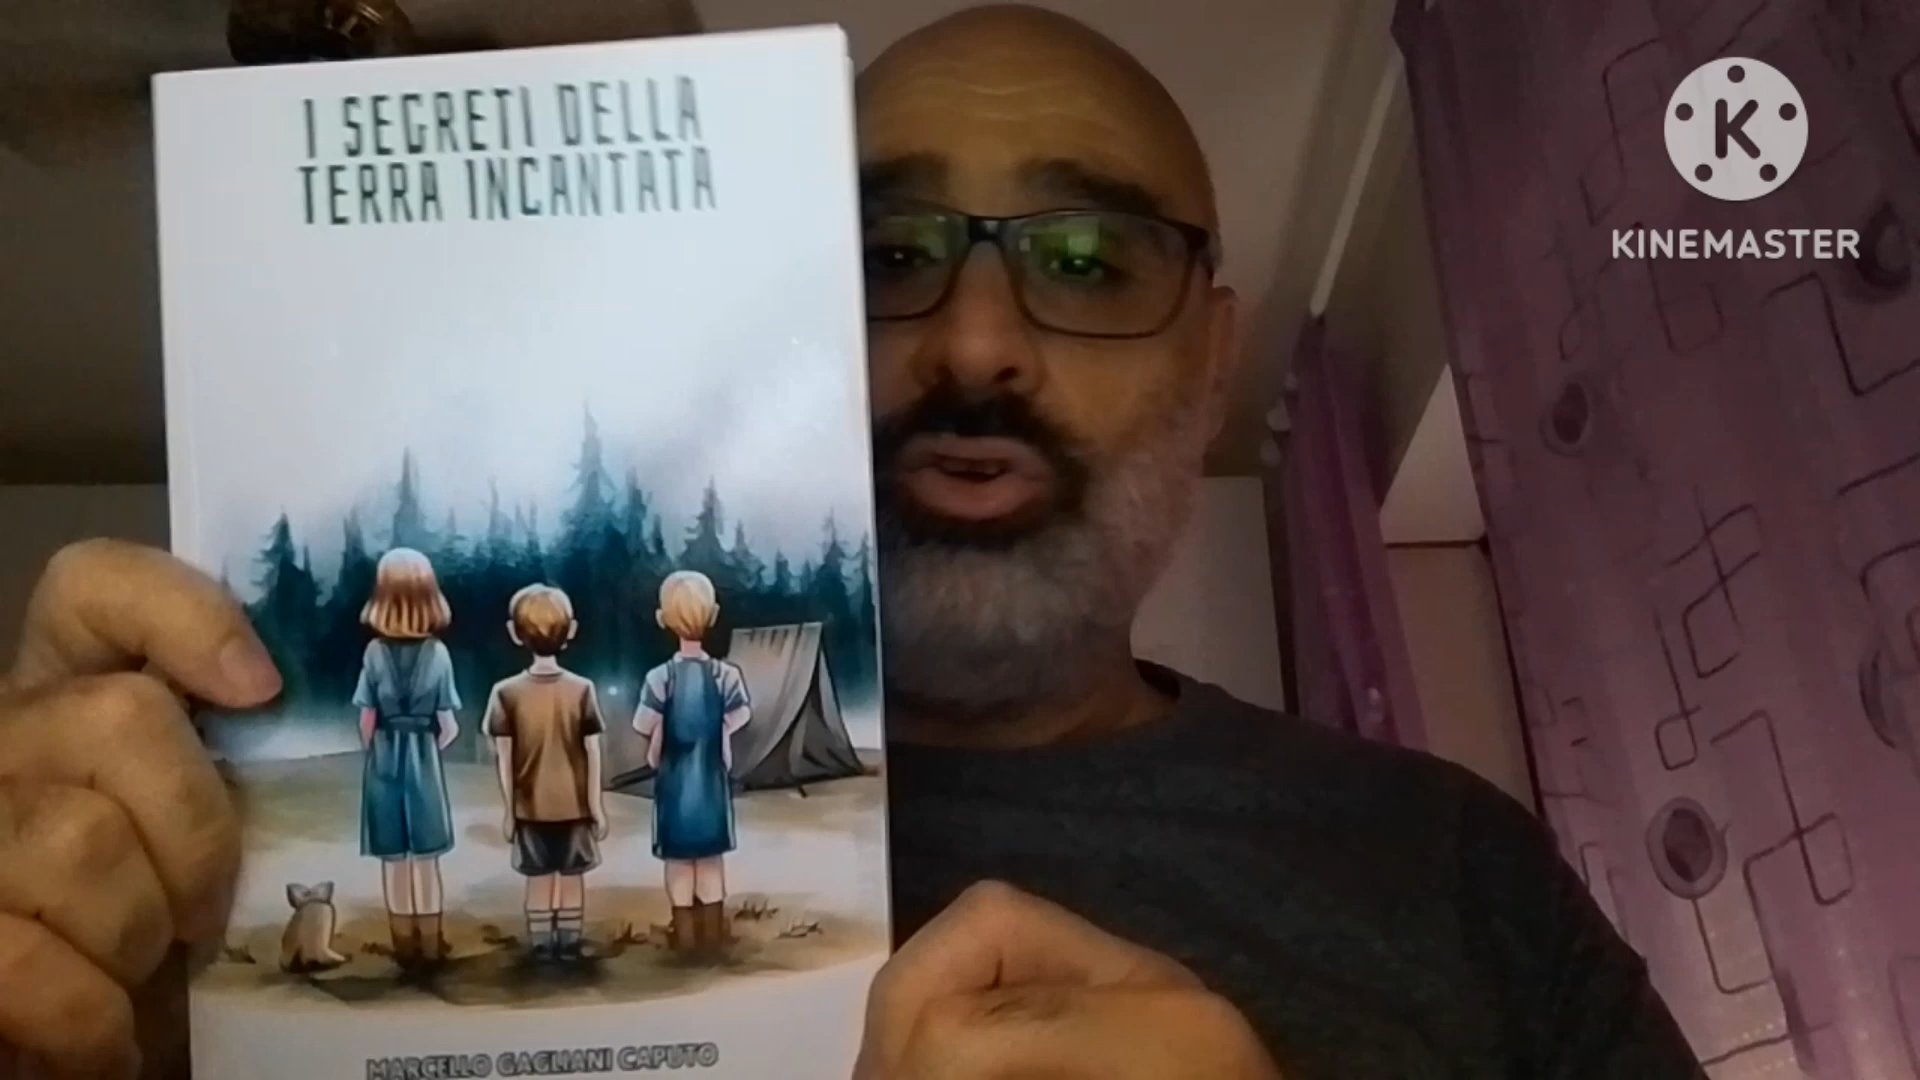 I SEGRETI DELLA
TERRA INCANTATA
MARCELLO GAGLIANI CAPUTO
K
KINEMASTER